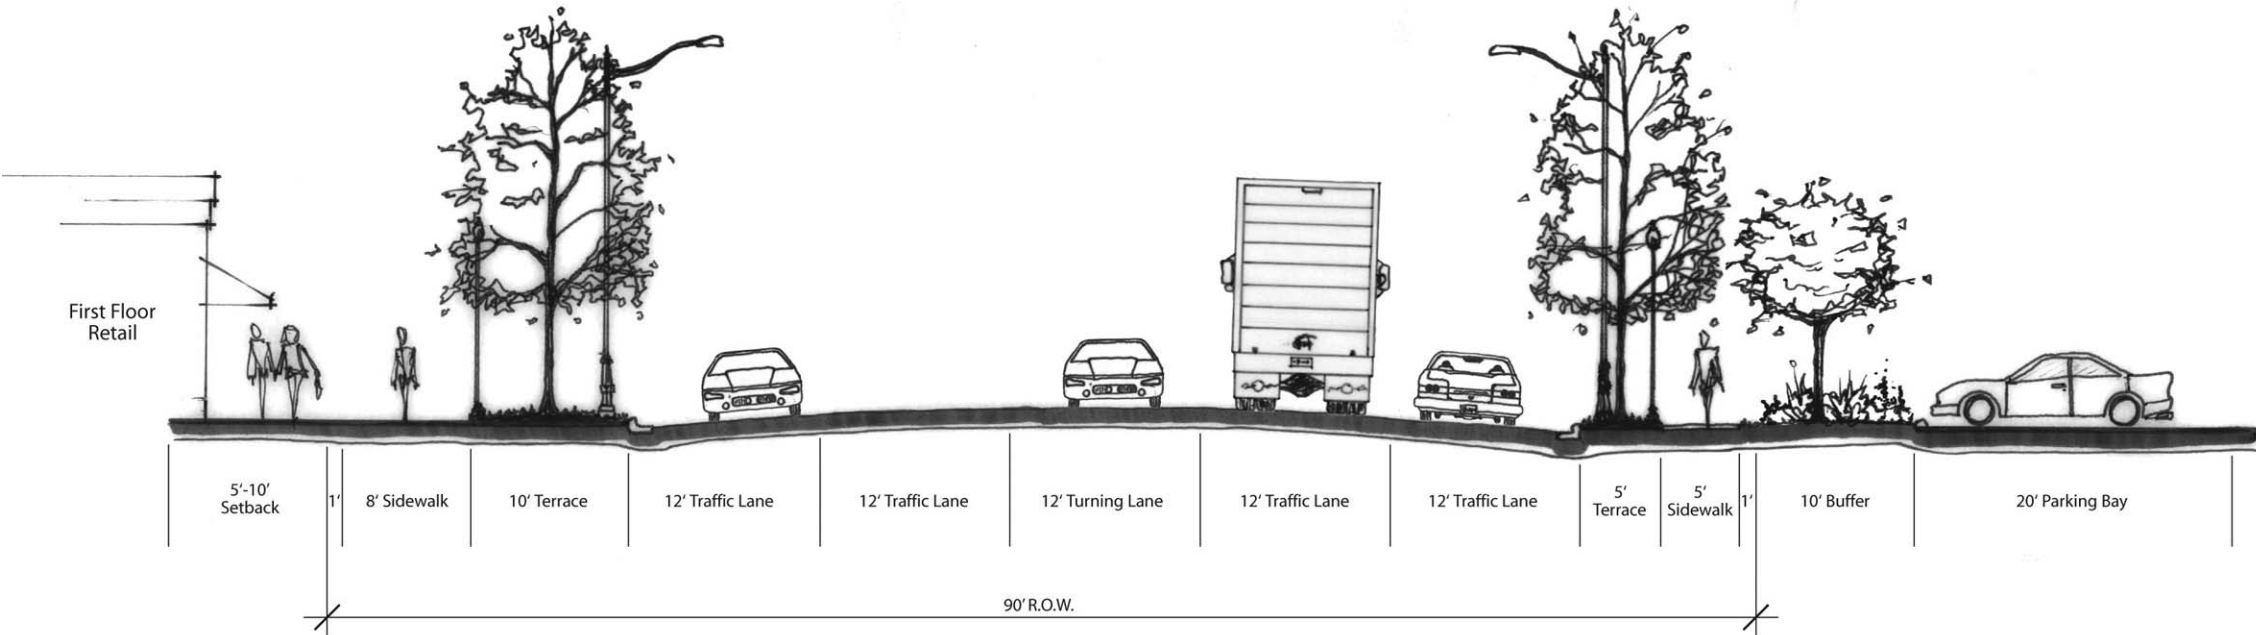 First Floor
Retail
5'-10'
Setback
1'
8' Sidewalk
10' Terrace
12' Traffic Lane
12' Traffic Lane
12' Turning Lane
12' Traffic Lane
12' Traffic Lane
5'
Terrace
5'
Sidewalk
1'
10' Buffer
20' Parking Bay
90' R.O.W.